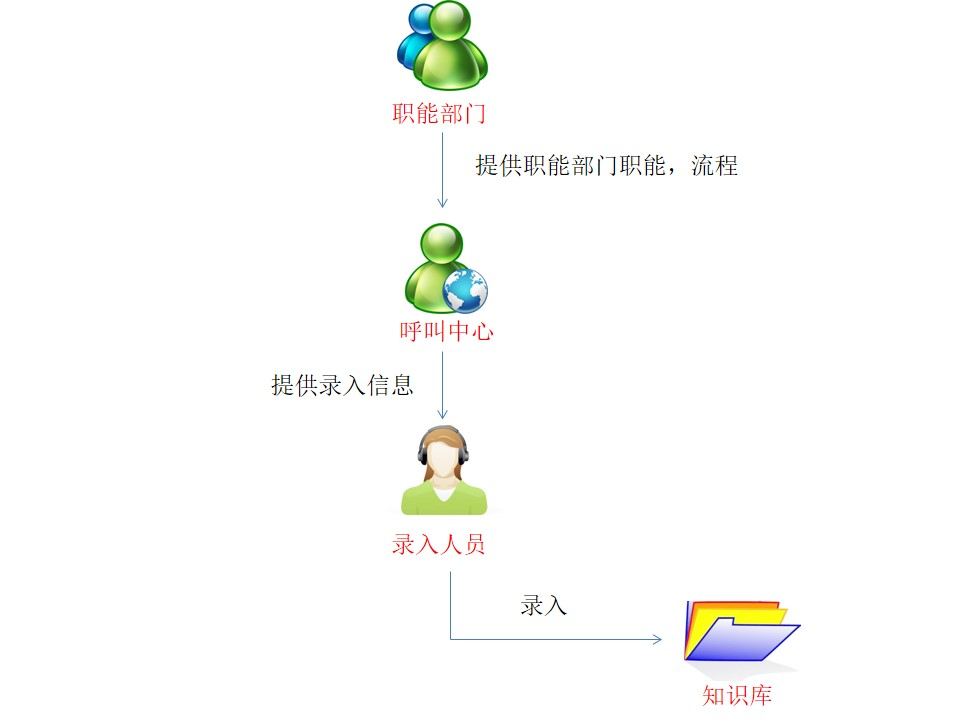 职能部门
提供职能部门职能，流程
呼叫中心
提供录入信息
录入人员
录入
知识库